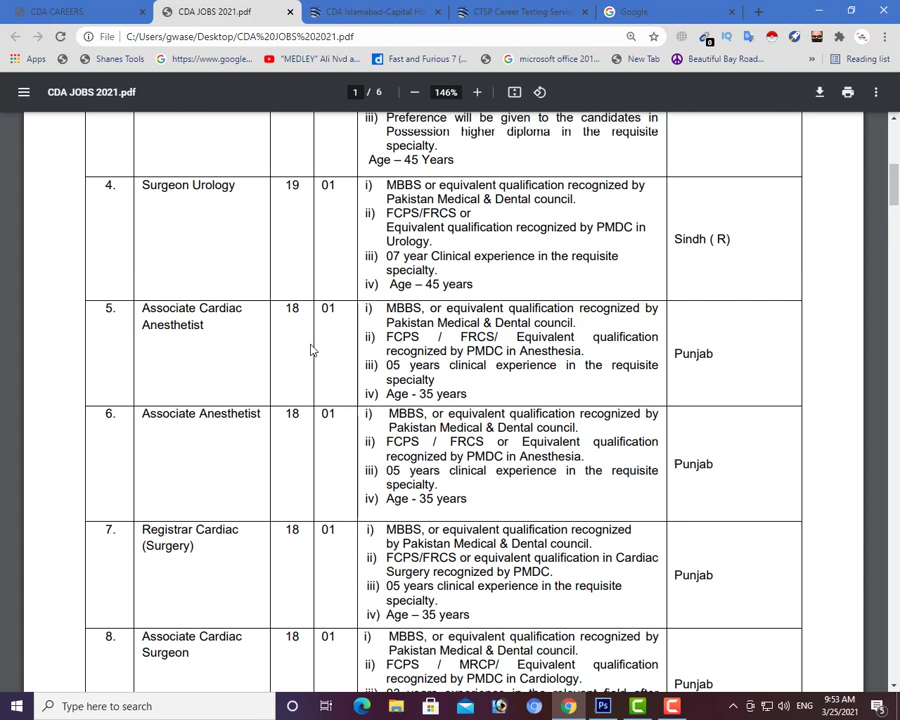 CDA CAREERS
CDA JOBS 2021.pdf
CDA Islamabad-Capital H
CTSP Career Testing Servic
Google
File
C:/Users/gwase/Desktop/CDA%20JOBS%202021.pdf
Apps
Shanes Tools
https://www.google...
"MEDLEY" Ali Nvd a...
Fast and Furious 7 (...
microsoft office 201...
New Tab
Beautiful Bay Road...
»
Reading list
CDA JOBS 2021.pdf
1 / 6
146%
iii) Preference will be given to the candidates in
Possession higher diploma in the requisite
specialty.
Age – 45 Years
4. Surgeon Urology 19 01
i) MBBS or equivalent qualification recognized by
Pakistan Medical & Dental council.
ii) FCPS/FRCS or
Equivalent qualification recognized by PMDC in
Urology.
iii) 07 year Clinical experience in the requisite
specialty.
iv) Age – 45 years
Sindh ( R)
5. Associate Cardiac
Anesthetist
18 01
i) MBBS, or equivalent qualification recognized by
Pakistan Medical & Dental council.
ii) FCPS / FRCS/ Equivalent qualification
recognized by PMDC in Anesthesia.
iii) 05 years clinical experience in the requisite
specialty
iv) Age - 35 years
Punjab
6. Associate Anesthetist 18 01
i) MBBS, or equivalent qualification recognized by
Pakistan Medical & Dental council.
ii) FCPS / FRCS or Equivalent qualification
recognized by PMDC in Anesthesia.
iii) 05 years clinical experience in the requisite
specialty.
iv) Age - 35 years
Punjab
7. Registrar Cardiac
(Surgery)
18 01
i) MBBS, or equivalent qualification recognized
by Pakistan Medical & Dental council.
ii) FCPS/FRCS or equivalent qualification in Cardiac
Surgery recognized by PMDC.
iii) 05 years clinical experience in the requisite
specialty.
iv) Age – 35 years
Punjab
8. Associate Cardiac
Surgeon
18 01
i) MBBS, or equivalent qualification recognized by
Pakistan Medical & Dental council.
ii) FCPS / MRCP/ Equivalent qualification
recognized by PMDC in Cardiology.
iii) 03 years experience in the relevant field after
Punjab
Type here to search
Ps
ENG
9:53 AM
3/25/2021
5